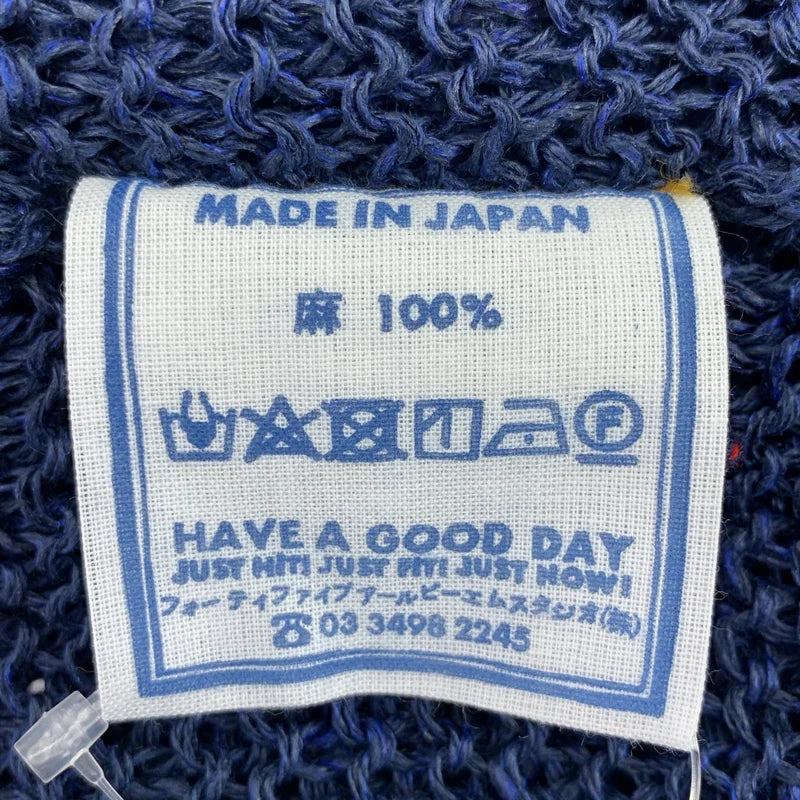 MADE IN JAPAN
麻 100%
F
HAVE A GOOD DAY
JUST HIT! JUST FIT! JUST NOW!
フォーティファイブアールピーエムスタジオ(株)
☎03 3498 2245